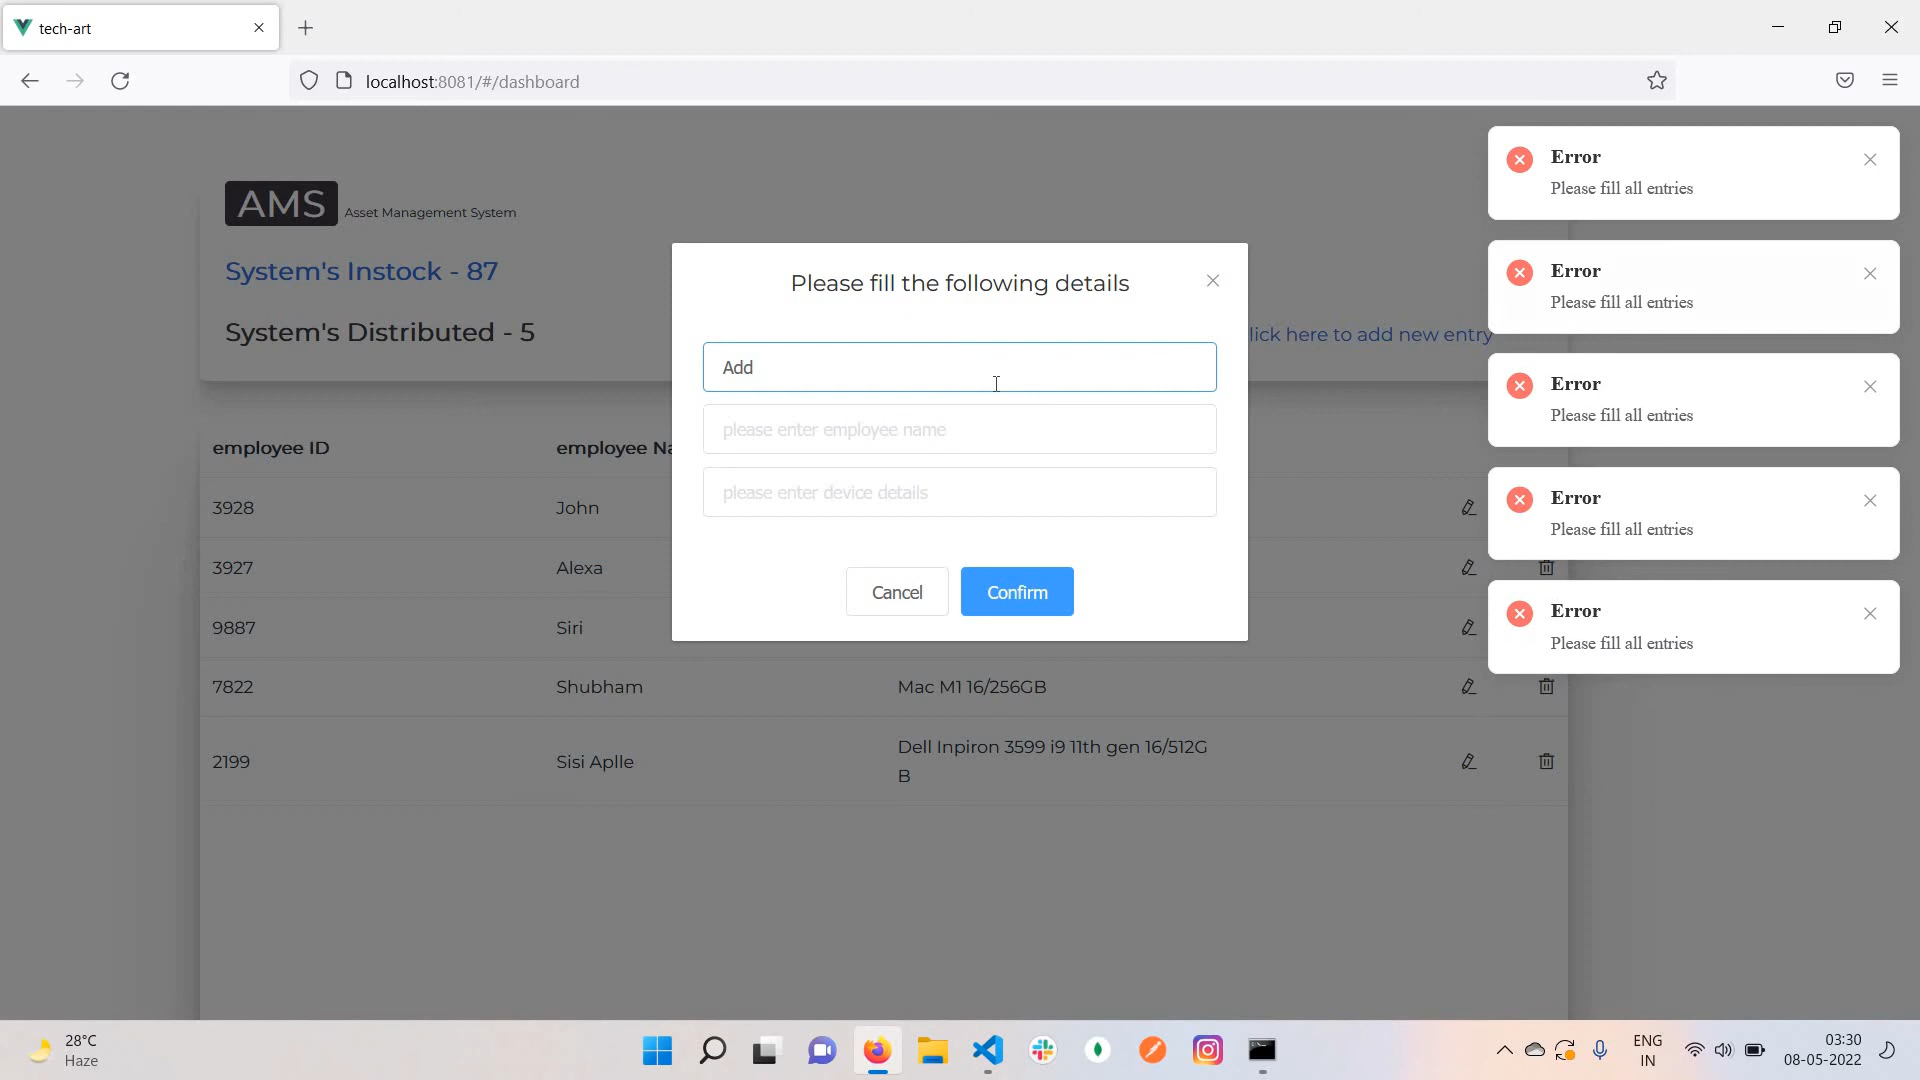 tech-art
localhost:8081/#/dashboard
AMS Asset Management System
System's Instock - 87
System's Distributed - 5
lick here to add new entry
Please fill the following details
Add
please enter employee name
please enter device details
Cancel
Confirm
employee ID
employee Na
3928
John
3927
Alexa
9887
Siri
7822
Shubham
Mac M1 16/256GB
2199
Sisi Aplle
Dell Inpiron 3599 i9 11th gen 16/512G
B
Error
Please fill all entries
Error
Please fill all entries
Error
Please fill all entries
Error
Please fill all entries
Error
Please fill all entries
28°C
Haze
ENG
IN
03:30
08-05-2022